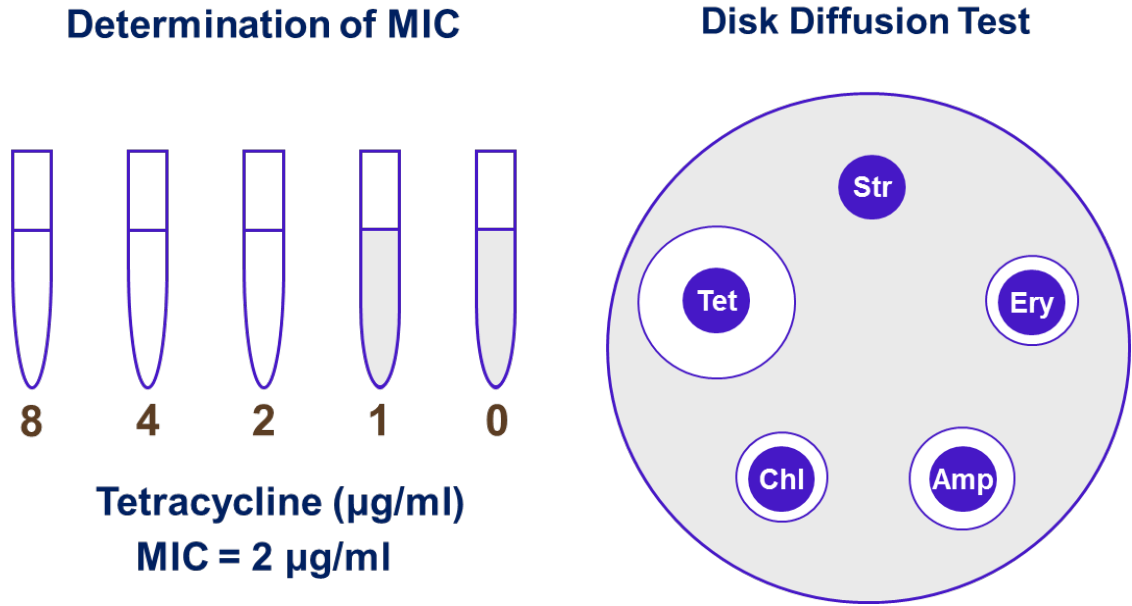 Determination of MIC
8 4 2 1 0
Tetracycline (µg/ml)
MIC = 2 µg/ml
Disk Diffusion Test
Str
Tet
Ery
Chl
Amp